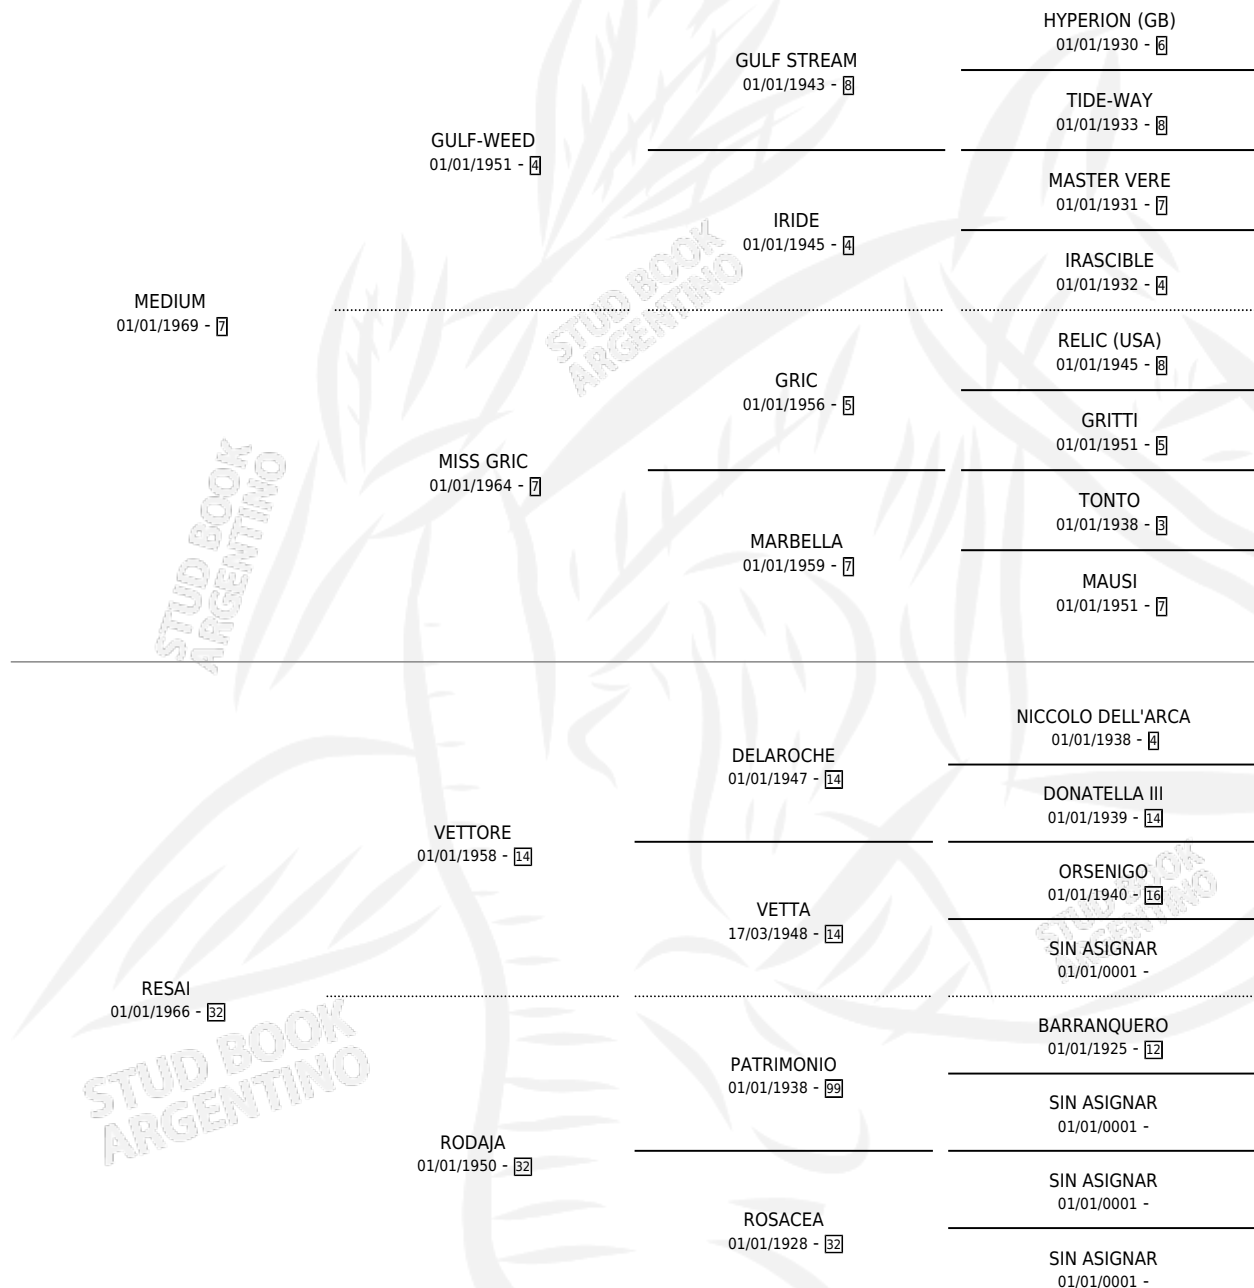 HYPERION (GB)
01/01/1930 - 6
GULF STREAM
01/01/1943 - 8
TIDE-WAY
01/01/1933 - 8
GULF-WEED
01/01/1951 - 4
MASTER VERE
01/01/1931 - 7
IRIDE
01/01/1945 - 4
IRASCIBLE
01/01/1932 - 4
MEDIUM
01/01/1969 - 7
RELIC (USA)
01/01/1945 - 8
GRIC
01/01/1956 - 5
GRITTI
01/01/1951 - 5
MISS GRIC
01/01/1964 - 7
TONTO
01/01/1938 - 3
MARBELLA
01/01/1959 - 7
MAUSI
01/01/1951 - 7
NICCOLO DELL'ARCA
01/01/1938 - 4
DELAROCHE
01/01/1947 - 14
DONATELLA III
01/01/1939 - 14
VETTORE
01/01/1958 - 14
ORSENIGO
01/01/1940 - 16
VETTA
17/03/1948 - 14
SIN ASIGNAR
01/01/0001 -
RESAI
01/01/1966 - 32
BARRANQUERO
01/01/1925 - 12
PATRIMONIO
01/01/1938 - 99
SIN ASIGNAR
01/01/0001 -
RODAJA
01/01/1950 - 32
SIN ASIGNAR
01/01/0001 -
ROSACEA
01/01/1928 - 32
SIN ASIGNAR
01/01/0001 -
STUD BOOK
ARGENTINO
STUD BOOK
ARGENTINO
STUD BOOK
ARGENTINO
STUD BOOK
ARGENTINO